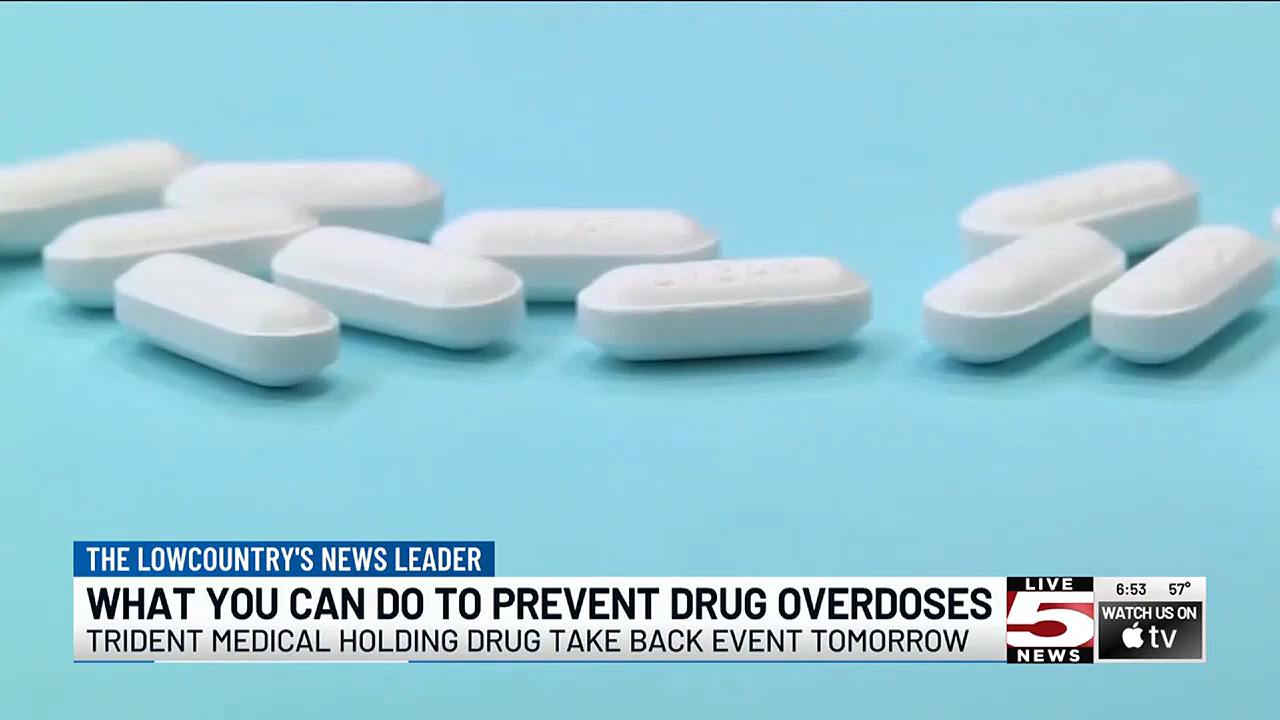 THE LOWCOUNTRY'S NEWS LEADER
WHAT YOU CAN DO TO PREVENT DRUG OVERDOSES
TRIDENT MEDICAL HOLDING DRUG TAKE BACK EVENT TOMORROW
LIVE
5
NEWS
6:53 57°
WATCH US ON
tv